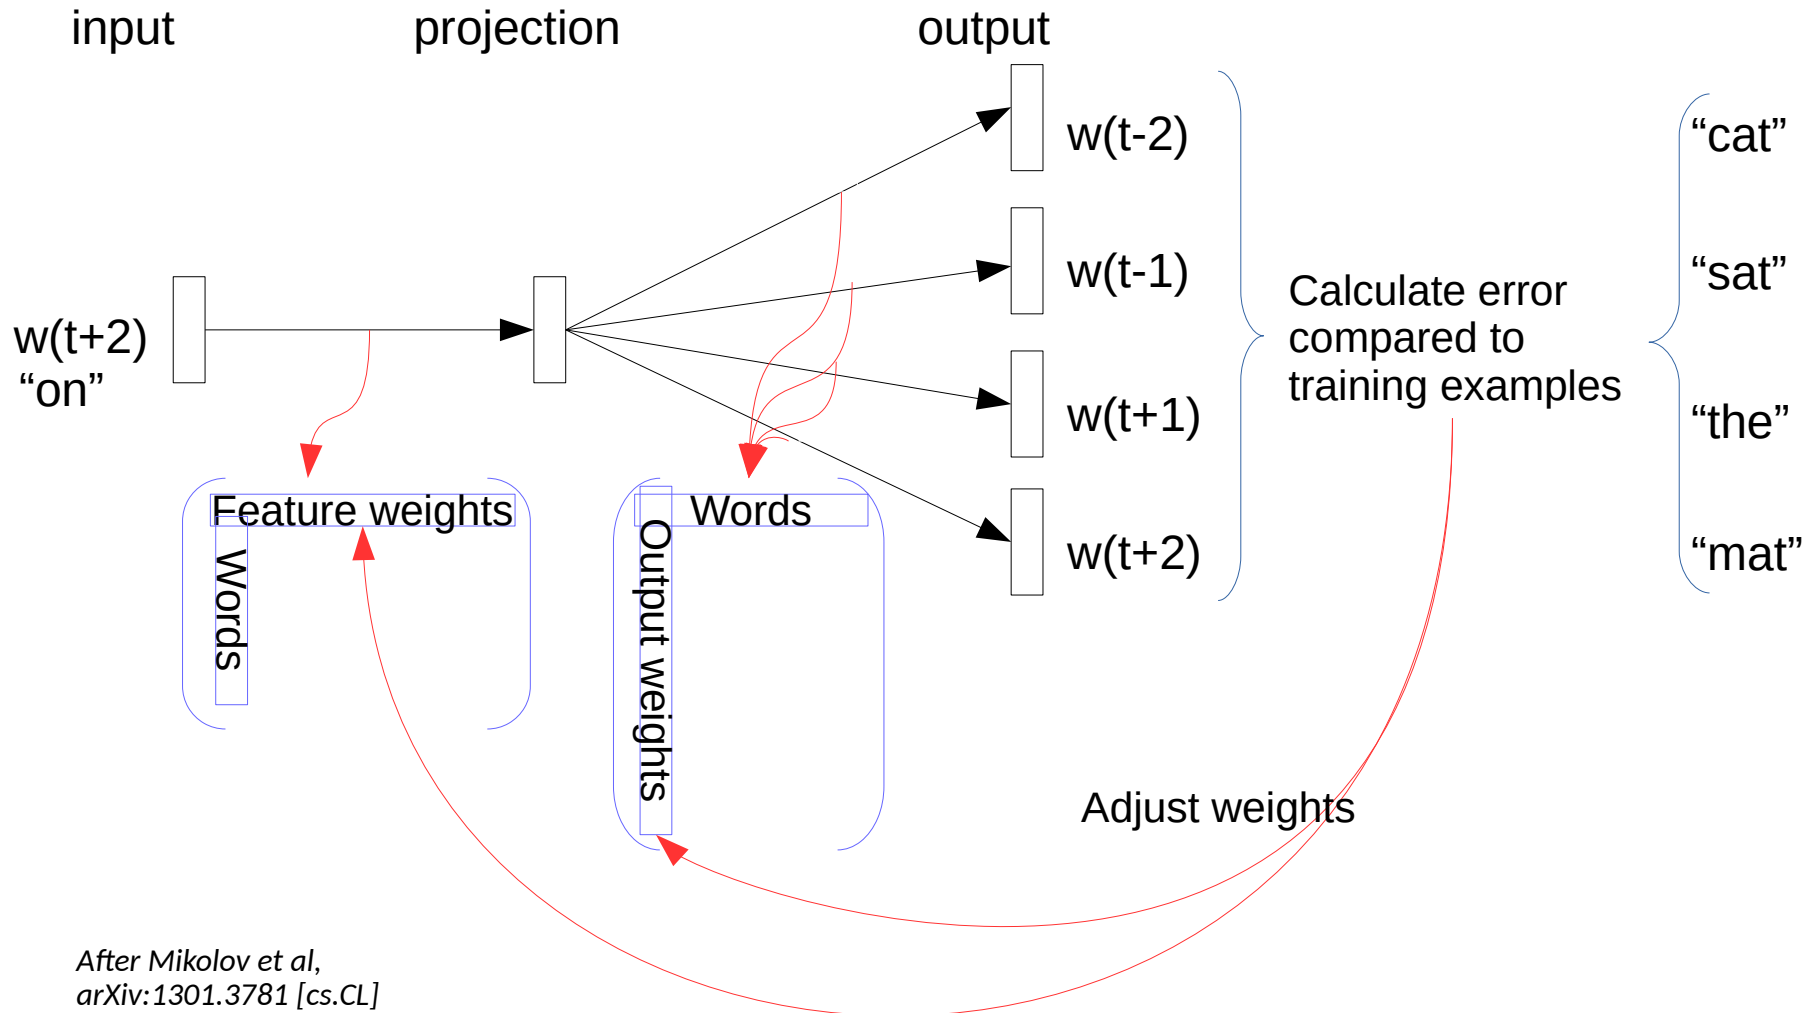 input
projection
output
w(t-2)
“cat”
w(t-1)
“sat”
w(t+2)
“on”
Calculate error
compared to
training examples
w(t+1)
“the”
w(t+2)
“mat”
Feature weights
Words
Words
Output weights
Adjust weights
After Mikolov et al,
arXiv:1301.3781 [cs.CL]